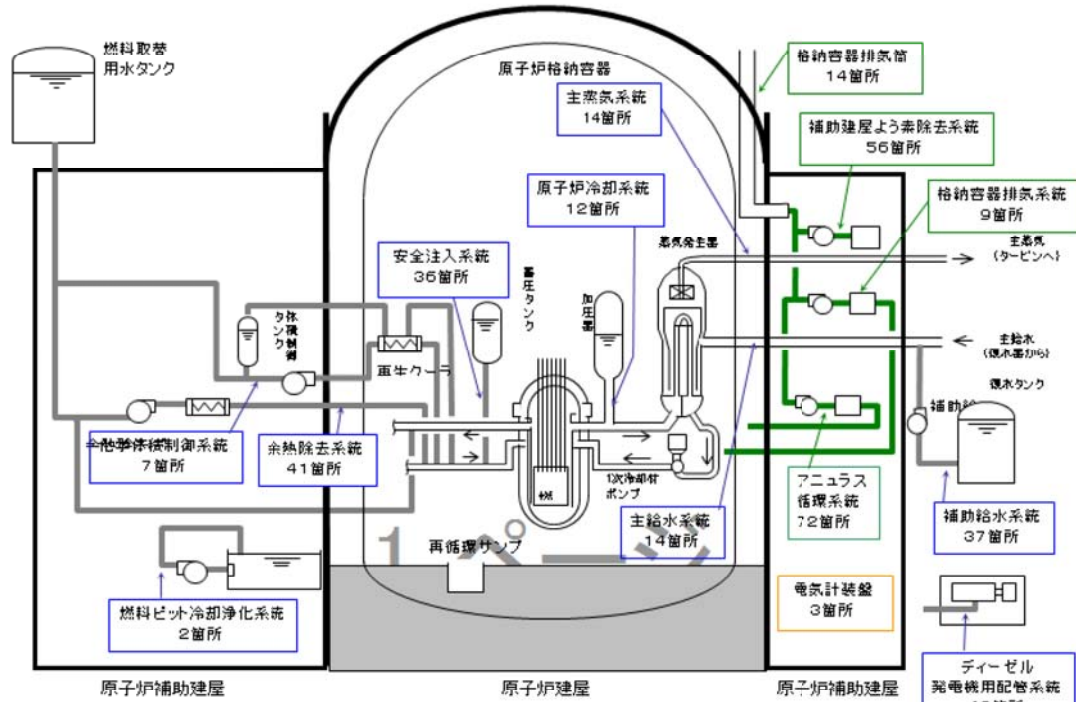 燃料取替
用水タンク
原子炉格納容器
主蒸気系統
14箇所
格納容器排気筒
14箇所
補助建屋よう素除去系統
56箇所
格納容器排気系統
9箇所
原子炉冷却系統
12箇所
安全注入系統
36箇所
蓄圧タンク
加圧器
蒸気発生器
主蒸気
(タービンへ)
主給水
(復水器から)
復水タンク
補助給
体積制御
タンク
再生クーラ
体積制御系統
7箇所
余熱除去系統
41箇所
1次冷却材
ポンプ
主給水系統
14箇所
アニュラス
循環系統
72箇所
補助給水系統
37箇所
再循環サンプ
燃料ピット冷却浄化系統
2箇所
電気計装盤
3箇所
ディーゼル
発電機用配管系統
原子炉補助建屋
原子炉建屋
原子炉補助建屋